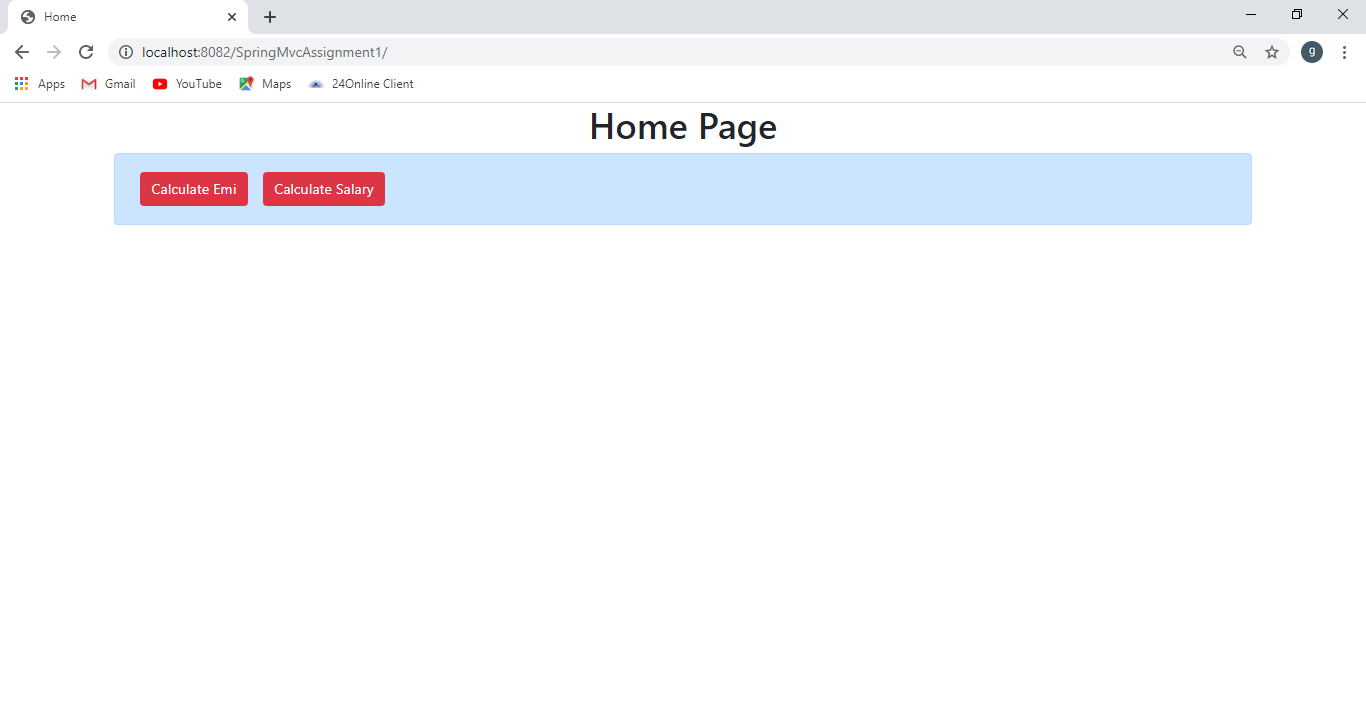 Home
localhost:8082/SpringMvcAssignment1/
g
Apps Gmail YouTube Maps 24Online Client
Home Page
Calculate Emi Calculate Salary